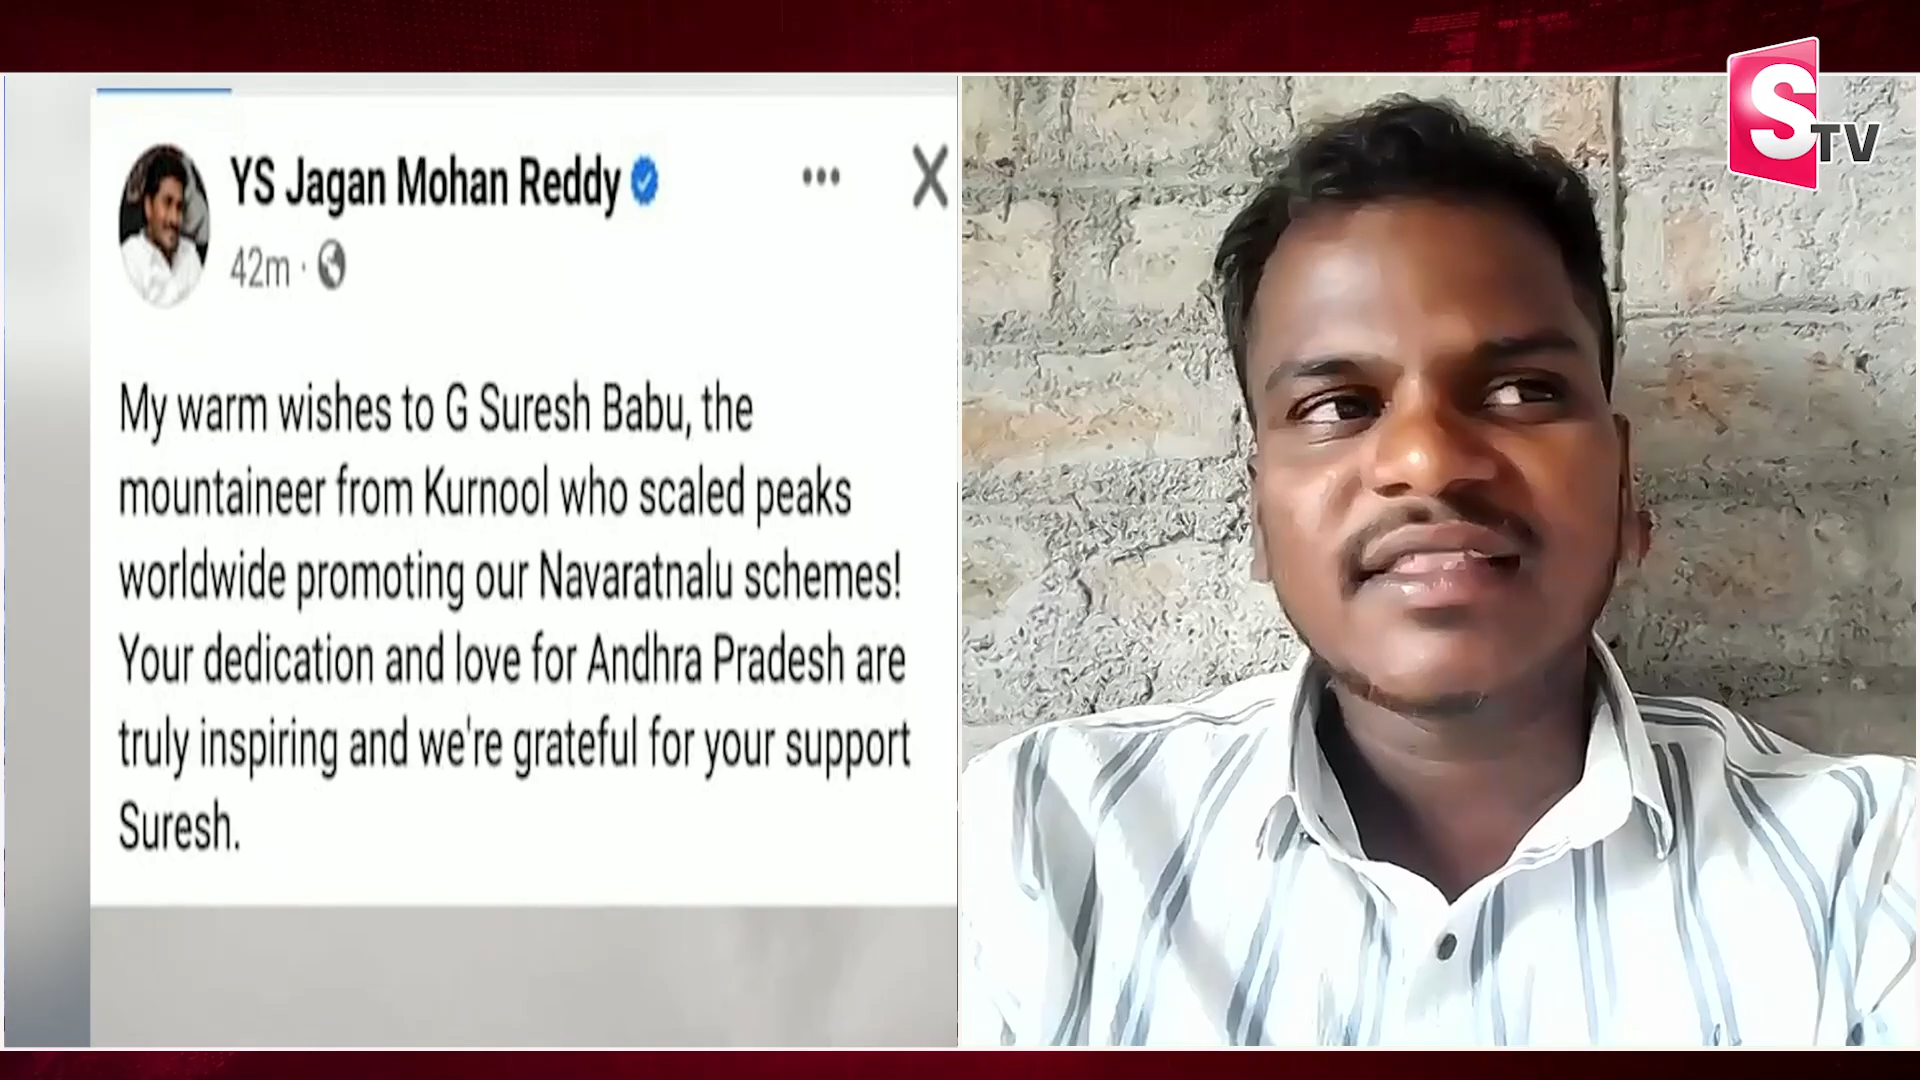 YS Jagan Mohan Reddy
42m
My warm wishes to G Suresh Babu, the
mountaineer from Kurnool who scaled peaks
worldwide promoting our Navaratnalu schemes!
Your dedication and love for Andhra Pradesh are
truly inspiring and we're grateful for your support
Suresh.
STV